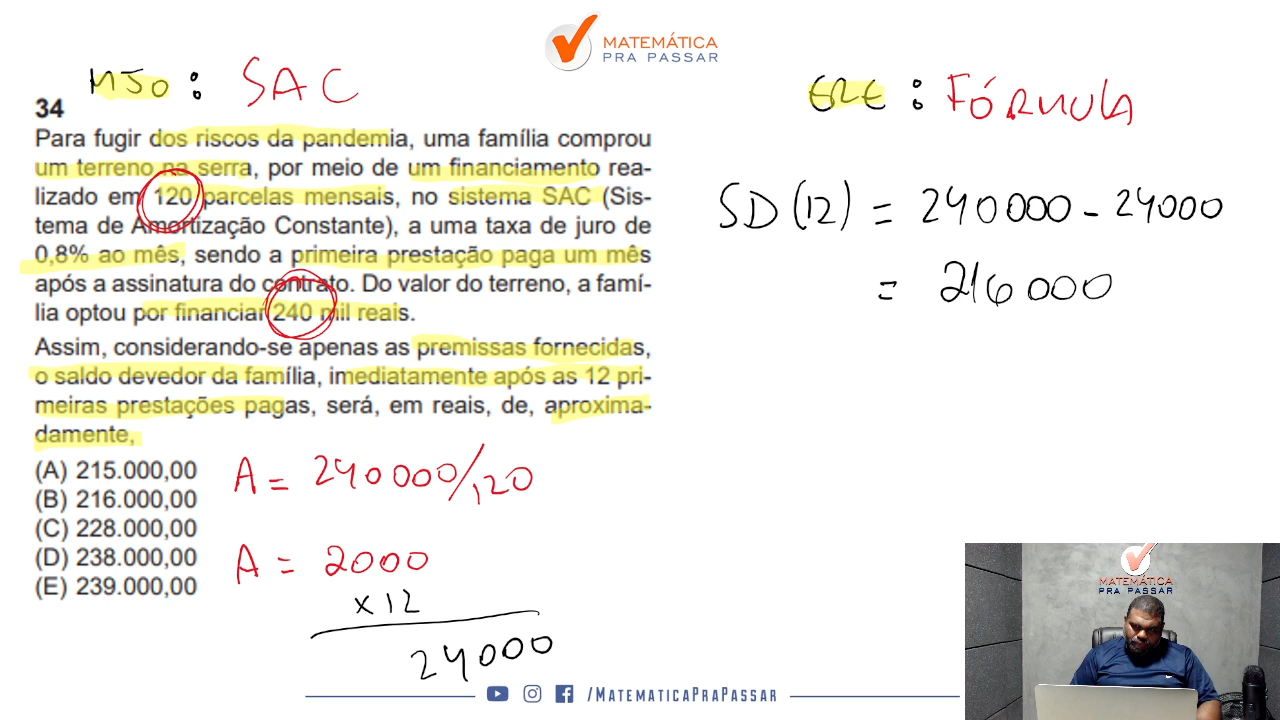 MATEMÁTICA
PRA PASSAR
MJO : SAC
34
Para fugir dos riscos da pandemia, uma família comprou
um terreno na serra, por meio de um financiamento rea-
lizado em 120 parcelas mensais, no sistema SAC (Sis-
tema de Amortização Constante), a uma taxa de juro de
0,8% ao mês, sendo a primeira prestação paga um mês
após a assinatura do contrato. Do valor do terreno, a famí-
lia optou por financiar 240 mil reais.
Assim, considerando-se apenas as premissas fornecidas,
o saldo devedor da família, imediatamente após as 12 pri-
meiras prestações pagas, será, em reais, de, aproxima-
damente,
(A) 215.000,00
(B) 216.000,00
(C) 228.000,00
(D) 238.000,00
(E) 239.000,00
A = 240000/120
A = 2000
x 12
24000
: FÓRMULA
SD (12) = 240000 - 24000
= 216000
MATEMÁTICA
PRA PASSAR
/MATEMATICAPRAPASSAR